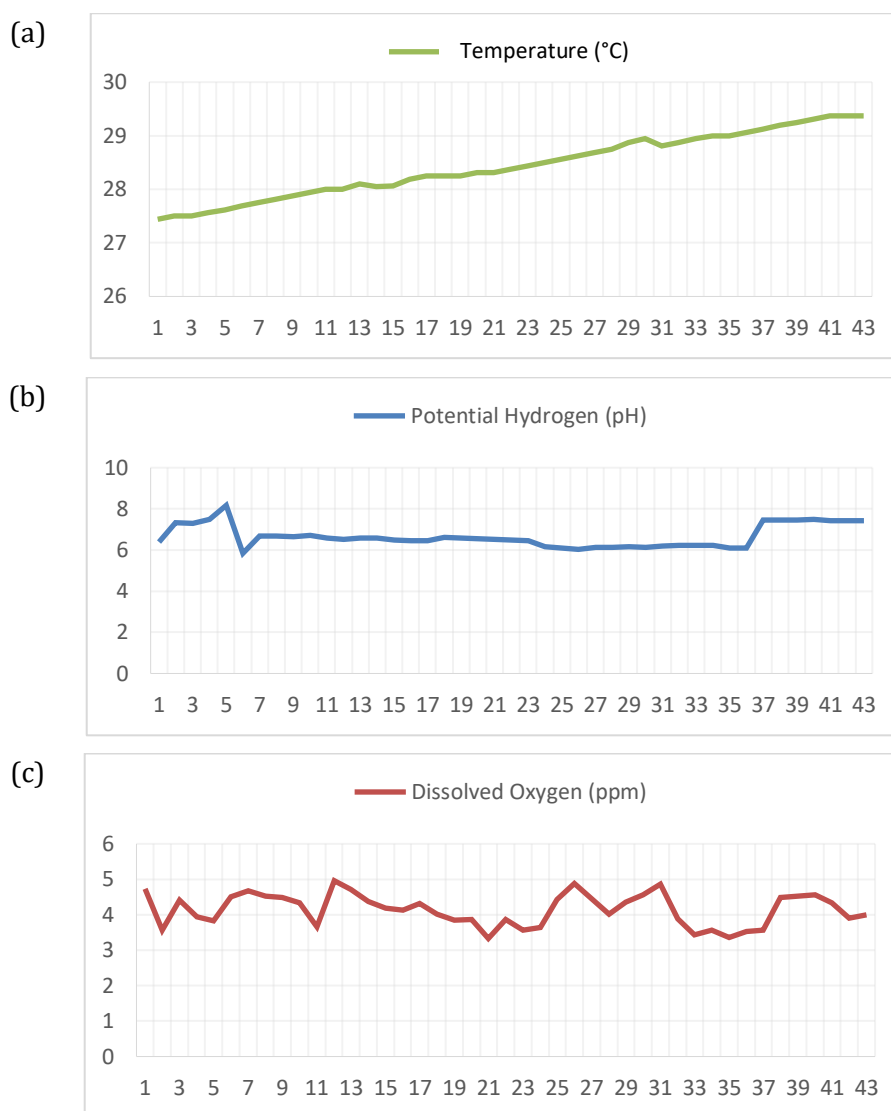 (a)
Temperature (°C)
30
29
28
27
26
1 3 5 7 9 11 13 15 17 19 21 23 25 27 29 31 33 35 37 39 41 43
(b)
Potential Hydrogen (pH)
10
8
6
4
2
0
1 3 5 7 9 11 13 15 17 19 21 23 25 27 29 31 33 35 37 39 41 43
(c)
Dissolved Oxygen (ppm)
6
5
4
3
2
1
0
1 3 5 7 9 11 13 15 17 19 21 23 25 27 29 31 33 35 37 39 41 43